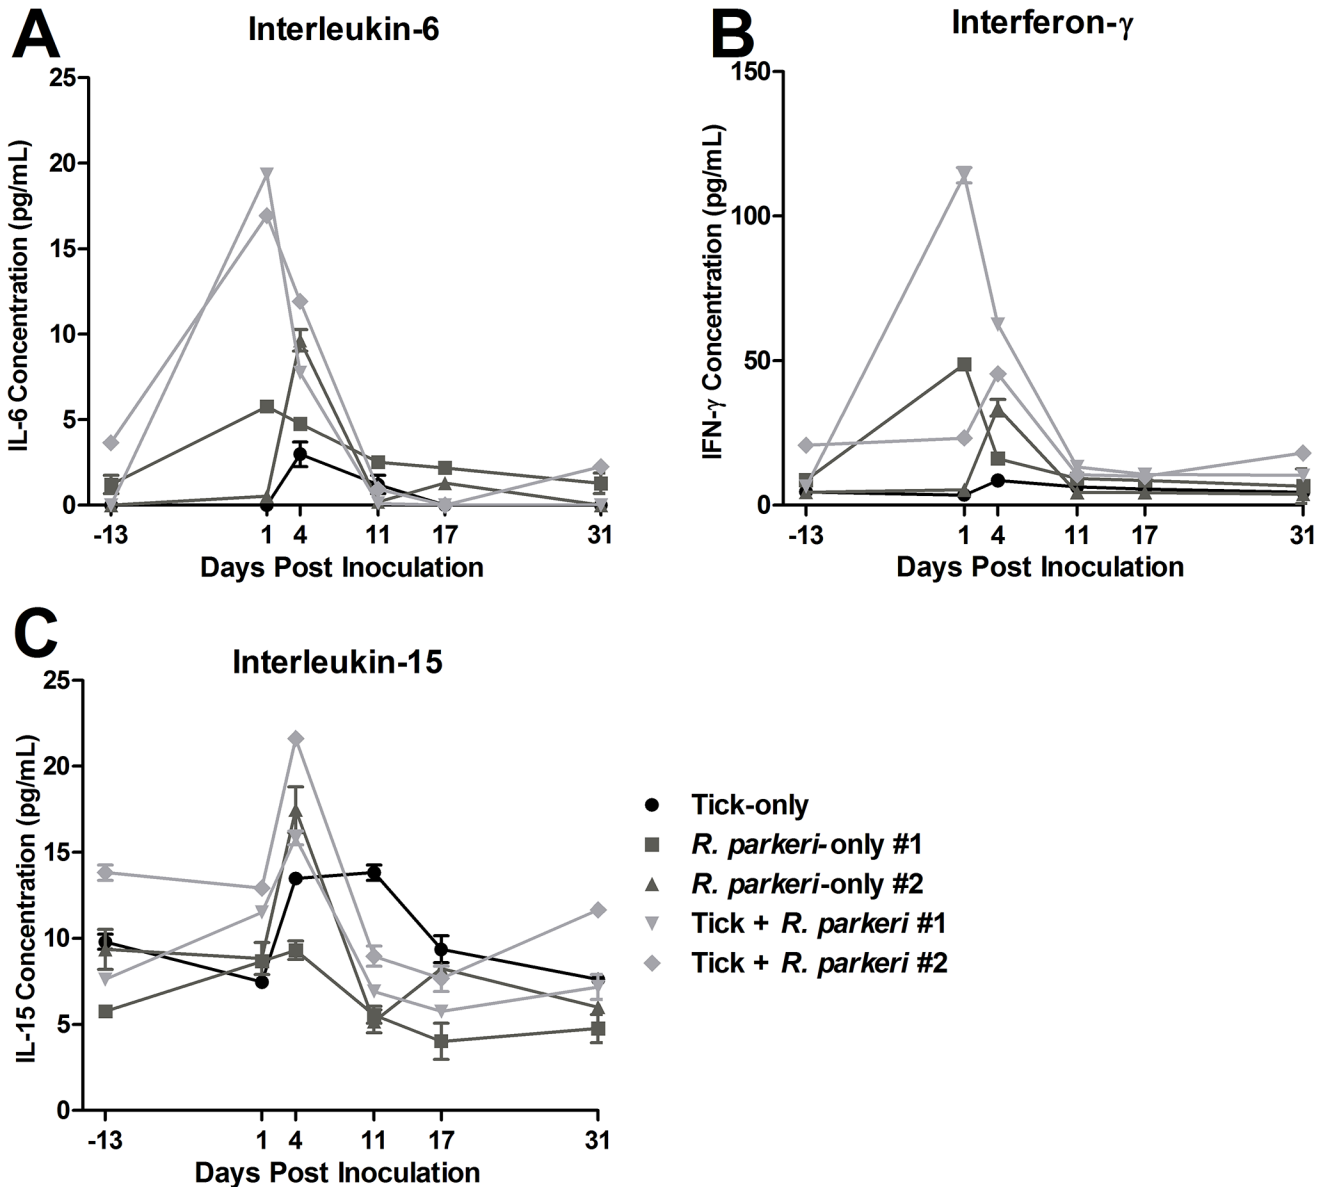 A
Interleukin-6
IL-6 Concentration (pg/mL)
25
20
15
10
5
0
-13 1 4 11 17 31
Days Post Inoculation
B
Interferon-γ
IFN-γ Concentration (pg/mL)
150
100
50
0
-13 1 4 11 17 31
Days Post Inoculation
C
Interleukin-15
IL-15 Concentration (pg/mL)
25
20
15
10
5
0
-13 1 4 11 17 31
Days Post Inoculation
Tick-only
R. parkeri-only #1
R. parkeri-only #2
Tick + R. parkeri #1
Tick + R. parkeri #2